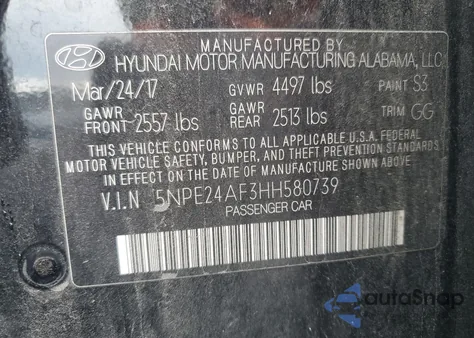 MANUFACTURED BY
HYUNDAI MOTOR MANUFACTURING ALABAMA, LLC
Mar/24/17 GVWR 4497 lbs PAINT S3
GAWR FRONT 2557 lbs GAWR REAR 2513 lbs TRIM GG
THIS VEHICLE CONFORMS TO ALL APPLICABLE U.S.A. FEDERAL
MOTOR VEHICLE SAFETY, BUMPER, AND THEFT PREVENTION STANDARDS
IN EFFECT ON THE DATE OF MANUFACTURE SHOWN ABOVE.
V.I.N 5NPE24AF3HH580739
PASSENGER CAR
autoSnap